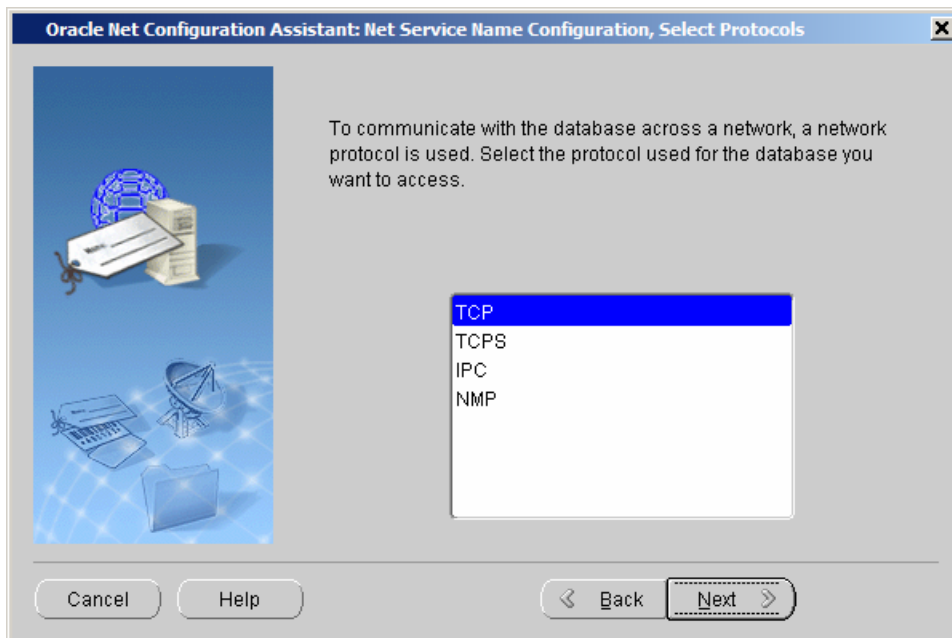 Oracle Net Configuration Assistant: Net Service Name Configuration, Select Protocols
To communicate with the database across a network, a network
protocol is used. Select the protocol used for the database you
want to access.
TCP
TCPS
IPC
NMP
Cancel
Help
Back
Next